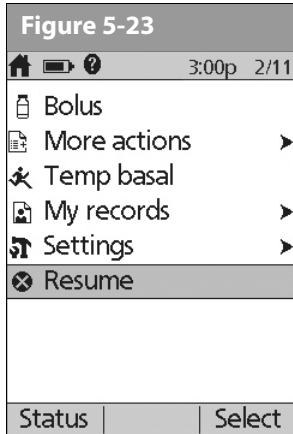 Figure 5-23
3:00p 2/11
Bolus
More actions
Temp basal
My records
Settings
Resume
Status Select